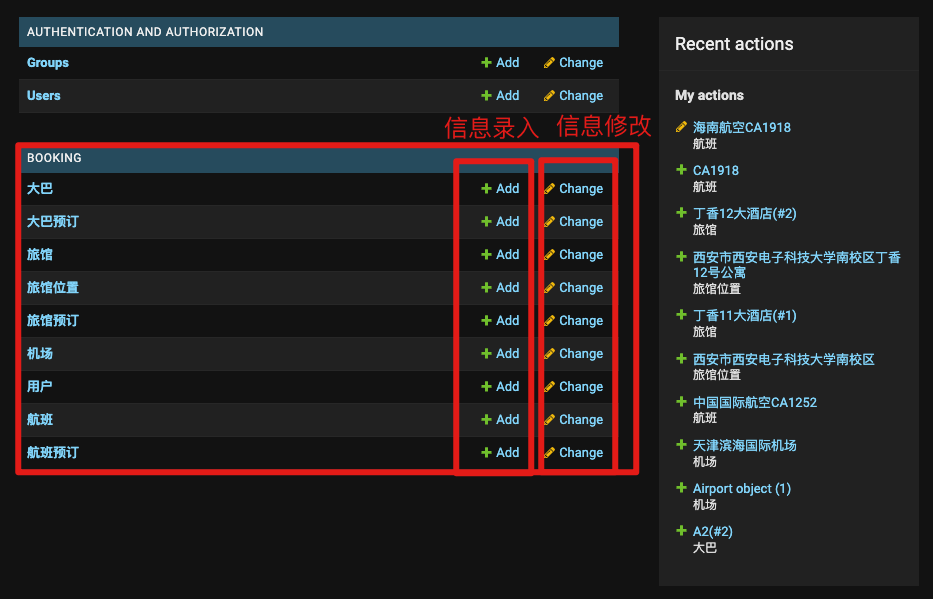 AUTHENTICATION AND AUTHORIZATION
Groups Add Change
Users Add Change
信息录入 信息修改
BOOKING
大巴 Add Change
大巴预订 Add Change
旅馆 Add Change
旅馆位置 Add Change
旅馆预订 Add Change
机场 Add Change
用户 Add Change
航班 Add Change
航班预订 Add Change
Recent actions
My actions
海南航空CA1918
航班
CA1918
航班
丁香12大酒店(#2)
旅馆
西安市西安电子科技大学南校区丁香
12号公寓
旅馆位置
丁香11大酒店(#1)
旅馆
西安市西安电子科技大学南校区
旅馆位置
中国国际航空CA1252
航班
天津滨海国际机场
机场
Airport object (1)
机场
A2(#2)
大巴